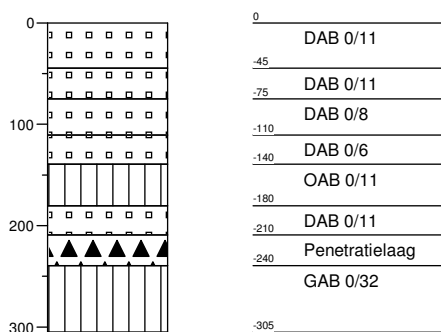 0
100
200
300
0
DAB 0/11
-45
DAB 0/11
-75
DAB 0/8
-110
DAB 0/6
-140
OAB 0/11
-180
DAB 0/11
-210
Penetratielaag
-240
GAB 0/32
-305